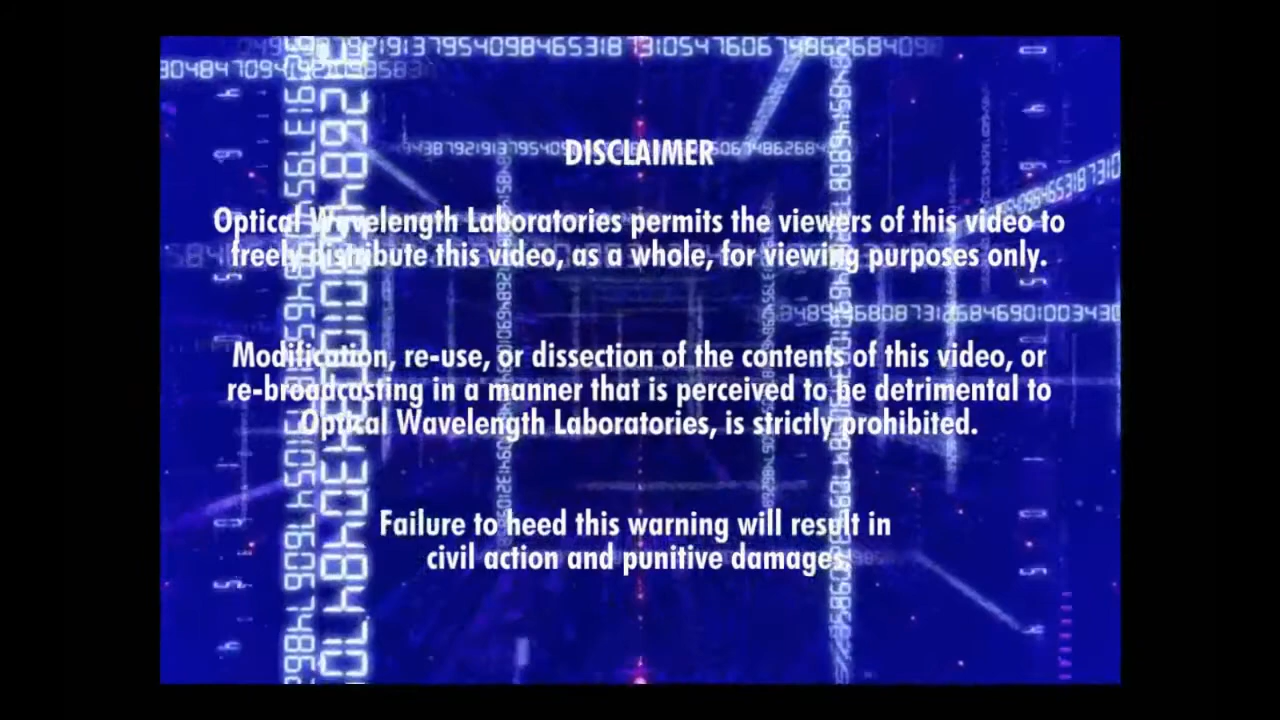 DISCLAIMER
Optical Wavelength Laboratories permits the viewers of this video to
freely distribute this video, as a whole, for viewing purposes only.
Modification, re-use, or dissection of the contents of this video, or
re-broadcasting in a manner that is perceived to be detrimental to
Optical Wavelength Laboratories, is strictly prohibited.
Failure to heed this warning will result in
civil action and punitive damages.